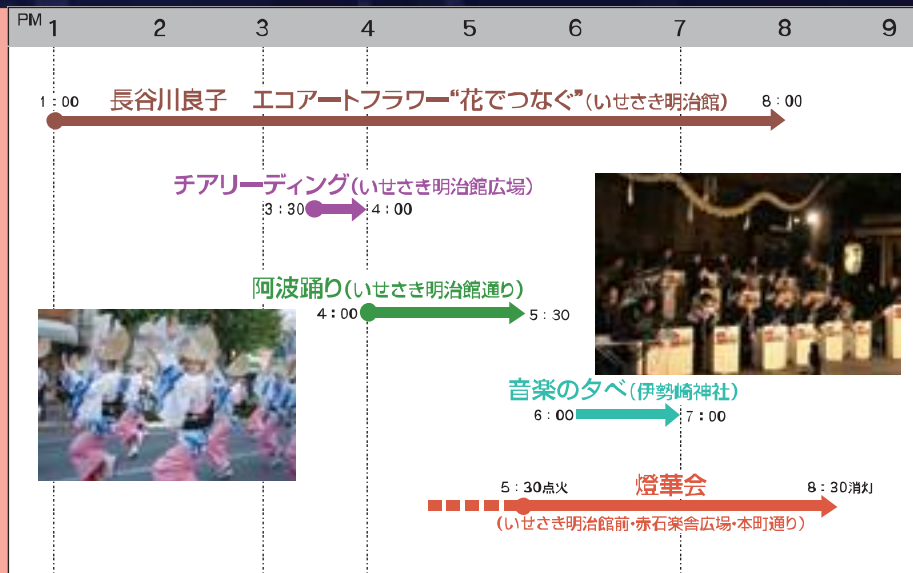 PM 1 2 3 4 5 6 7 8 9
長谷川良子 エコアートフラワー“花でつなぐ”(いせさき明治館)
1:00 8:00
チアリーディング(いせさき明治館広場)
3:30 4:00
阿波踊り(いせさき明治館通り)
4:00 5:30
音楽の夕べ(伊勢崎神社)
6:00 7:00
5:30点火 燈華会 8:30消灯
(いせさき明治館前・赤石楽舎広場・本町通り)